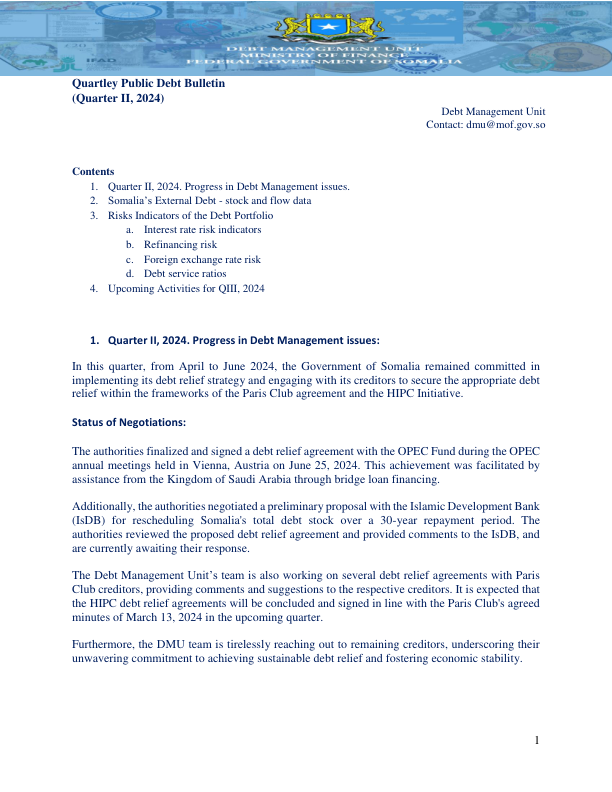 DEBT MANAGEMENT UNIT
MINISTRY OF FINANCE
FEDERAL GOVERNMENT OF SOMALIA
Quartley Public Debt Bulletin
(Quarter II, 2024)
Debt Management Unit
Contact: dmu@mof.gov.so
Contents
1. Quarter II, 2024. Progress in Debt Management issues.
2. Somalia’s External Debt - stock and flow data
3. Risks Indicators of the Debt Portfolio
a. Interest rate risk indicators
b. Refinancing risk
c. Foreign exchange rate risk
d. Debt service ratios
4. Upcoming Activities for QIII, 2024
1. Quarter II, 2024. Progress in Debt Management issues:
In this quarter, from April to June 2024, the Government of Somalia remained committed in
implementing its debt relief strategy and engaging with its creditors to secure the appropriate debt
relief within the frameworks of the Paris Club agreement and the HIPC Initiative.
Status of Negotiations:
The authorities finalized and signed a debt relief agreement with the OPEC Fund during the OPEC
annual meetings held in Vienna, Austria on June 25, 2024. This achievement was facilitated by
assistance from the Kingdom of Saudi Arabia through bridge loan financing.
Additionally, the authorities negotiated a preliminary proposal with the Islamic Development Bank
(IsDB) for rescheduling Somalia's total debt stock over a 30-year repayment period. The
authorities reviewed the proposed debt relief agreement and provided comments to the IsDB, and
are currently awaiting their response.
The Debt Management Unit’s team is also working on several debt relief agreements with Paris
Club creditors, providing comments and suggestions to the respective creditors. It is expected that
the HIPC debt relief agreements will be concluded and signed in line with the Paris Club's agreed
minutes of March 13, 2024 in the upcoming quarter.
Furthermore, the DMU team is tirelessly reaching out to remaining creditors, underscoring their
unwavering commitment to achieving sustainable debt relief and fostering economic stability.
1